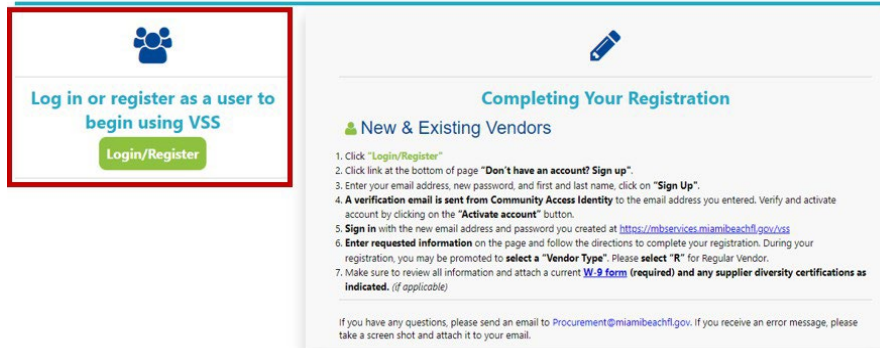 Log in or register as a user to
begin using VSS
Login/Register
Completing Your Registration
New & Existing Vendors
1. Click "Login/Register"
2. Click link at the bottom of page "Don't have an account? Sign up".
3. Enter your email address, new password, and first and last name, click on "Sign Up".
4. A verification email is sent from Community Access Identity to the email address you entered. Verify and activate
account by clicking on the "Activate account" button.
5. Sign in with the new email address and password you created at https://mbservices.miamibeachfl.gov/vss
6. Enter requested information on the page and follow the directions to complete your registration. During your
registration, you may be promoted to select a "Vendor Type". Please select "R" for Regular Vendor.
7. Make sure to review all information and attach a current W-9 form (required) and any supplier diversity certifications as
indicated. (if applicable)
If you have any questions, please send an email to Procurement@miamibeachfl.gov. If you receive an error message, please
take a screen shot and attach it to your email.